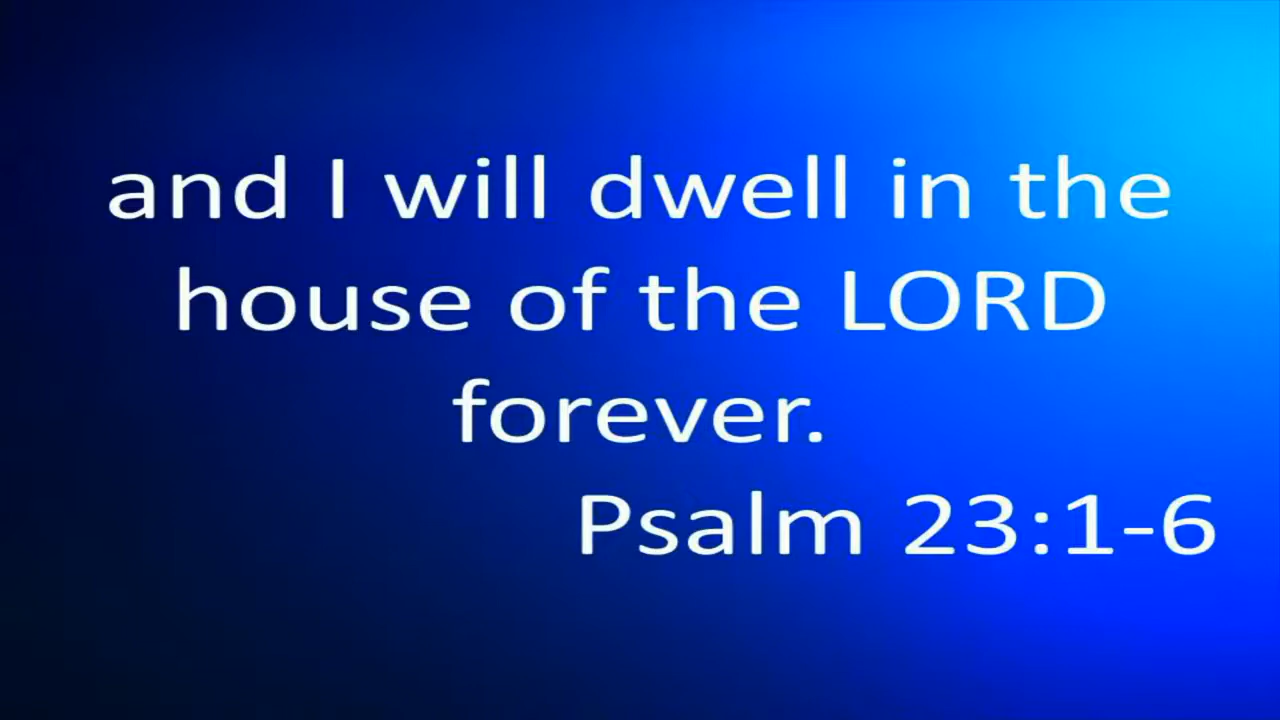 and I will dwell in the
house of the LORD
forever.
Psalm 23:1-6